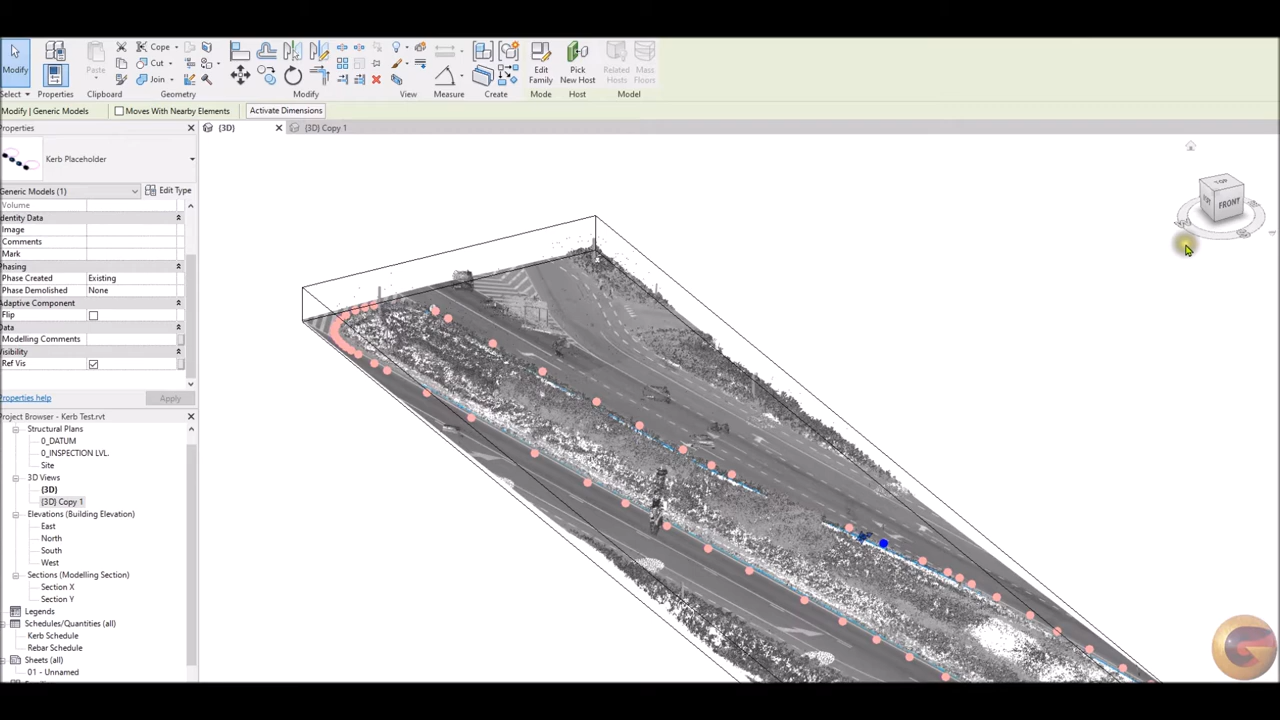 Modify
Select
Properties
Paste
Clipboard
Cope
Cut
Join
Geometry
Modify
View
Measure
Create
Edit
Family
Mode
Pick
New Host
Host
Related
Hosts
Mass
Floors
Model
Modify | Generic Models
Moves With Nearby Elements
Activate Dimensions
Properties
{3D}
{3D} Copy 1
Kerb Placeholder
Generic Models (1)
Edit Type
Volume
Identity Data
Image
Comments
Mark
Phasing
Phase Created
Existing
Phase Demolished
None
Adaptive Component
Flip
Data
Modelling Comments
Visibility
Ref Vis
Properties help
Apply
Project Browser - Kerb Test.rvt
Structural Plans
0_DATUM
0_INSPECTION LVL.
Site
3D Views
{3D}
{3D} Copy 1
Elevations (Building Elevation)
East
North
South
West
Sections (Modelling Section)
Section X
Section Y
Legends
Schedules/Quantities (all)
Kerb Schedule
Rebar Schedule
Sheets (all)
01 - Unnamed
TOP
FRONT